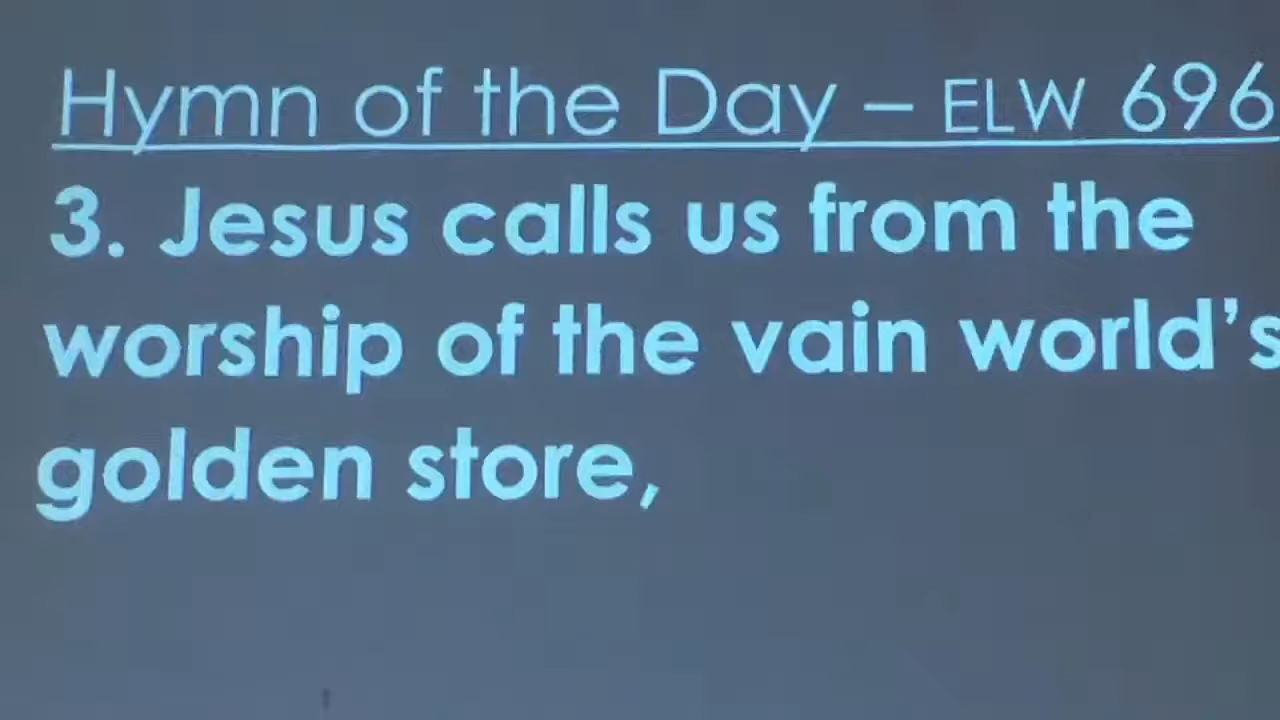 Hymn of the Day – ELW 696
3. Jesus calls us from the
worship of the vain world's
golden store,